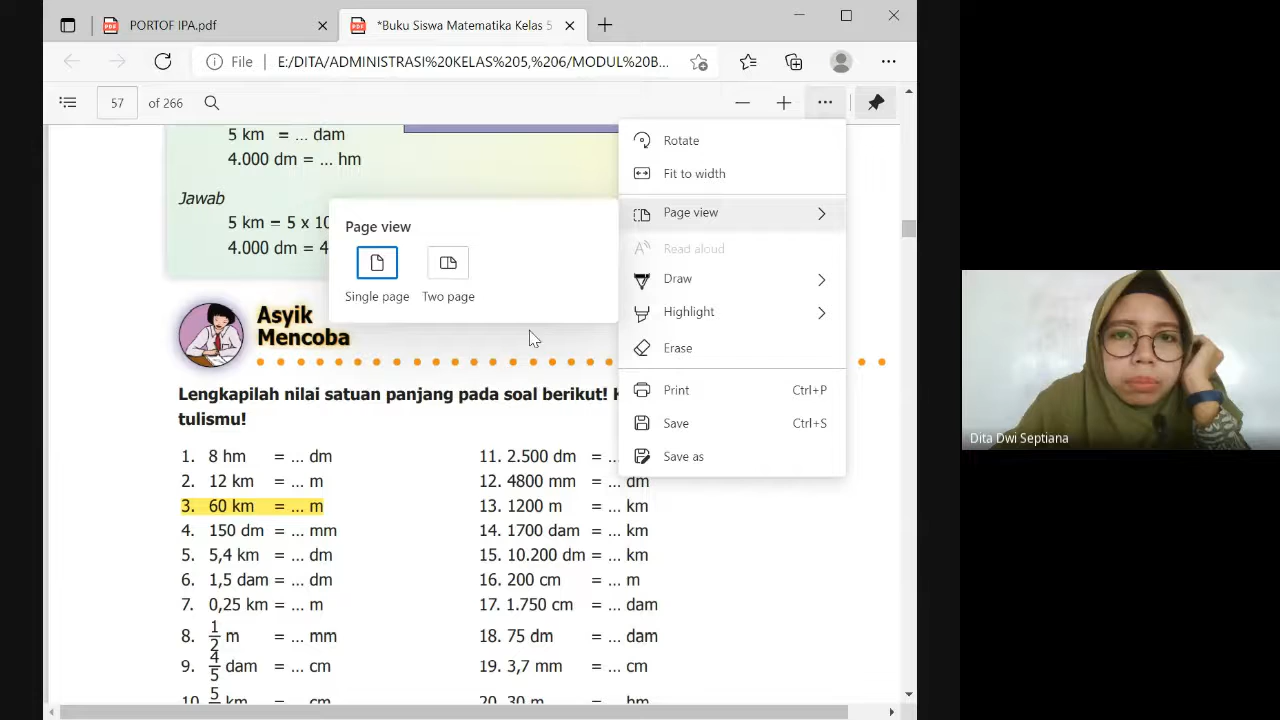 PORTOF IPA.pdf
*Buku Siswa Matematika Kelas 5
File
E:/DITA/ADMINISTRASI%20KELAS%205,%206/MODUL%20B...
57
of 266
5 km = ... dam
4.000 dm = ... hm
Jawab
5 km = 5 x 10
4.000 dm = 4
Rotate
Fit to width
Page view
Read aloud
Draw
Highlight
Erase
Print Ctrl+P
Save Ctrl+S
Save as
Page view
Single page
Two page
Asyik
Mencoba
Lengkapilah nilai satuan panjang pada soal berikut!
tulismu!
1. 8 hm = ... dm
2. 12 km = ... m
3. 60 km = ... m
4. 150 dm = ... mm
5. 5,4 km = ... dm
6. 1,5 dam = ... dm
7. 0,25 km = ... m
8. 1/2 m = ... mm
9. 4/5 dam = ... cm
10. 5 km = ... cm
11. 2.500 dm = ...
12. 4800 mm = ... dm
13. 1200 m = ... km
14. 1700 dam = ... km
15. 10.200 dm = ... km
16. 200 cm = ... m
17. 1.750 cm = ... dam
18. 75 dm = ... dam
19. 3,7 mm = ... cm
20. 30 m = ... hm
Dita Dwi Septiana